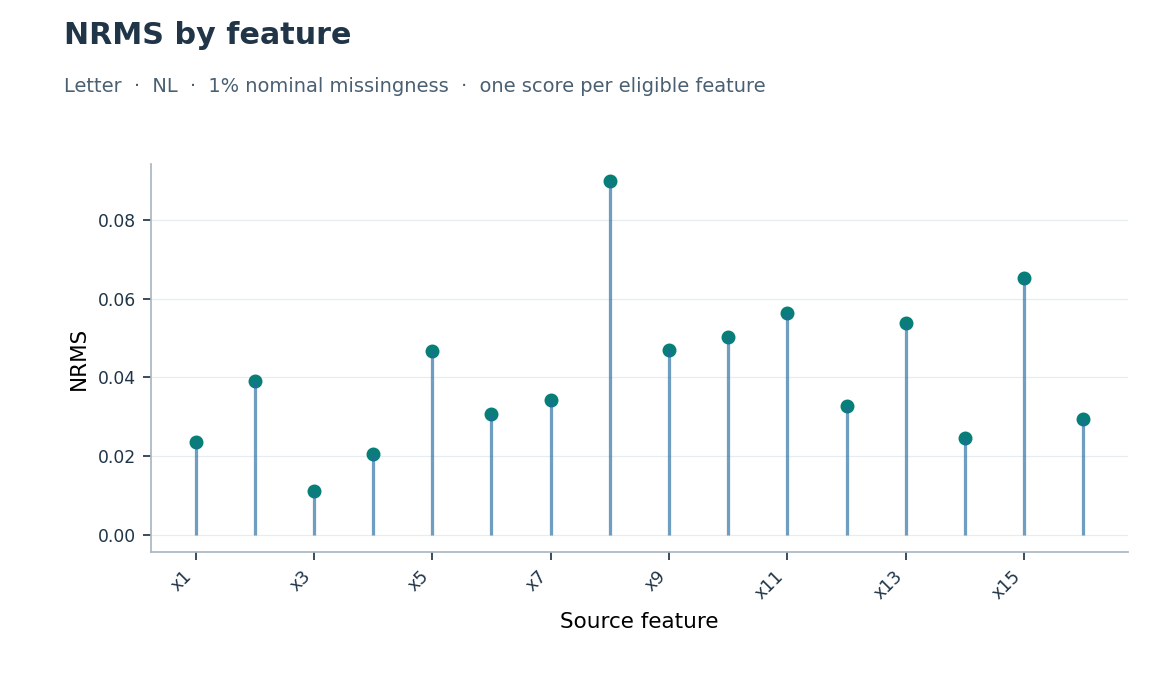 NRMS by feature
Letter · NL · 1% nominal missingness · one score per eligible feature
NRMS
0.08
0.06
0.04
0.02
0.00
x1 x3 x5 x7 x9 x11 x13 x15
Source feature